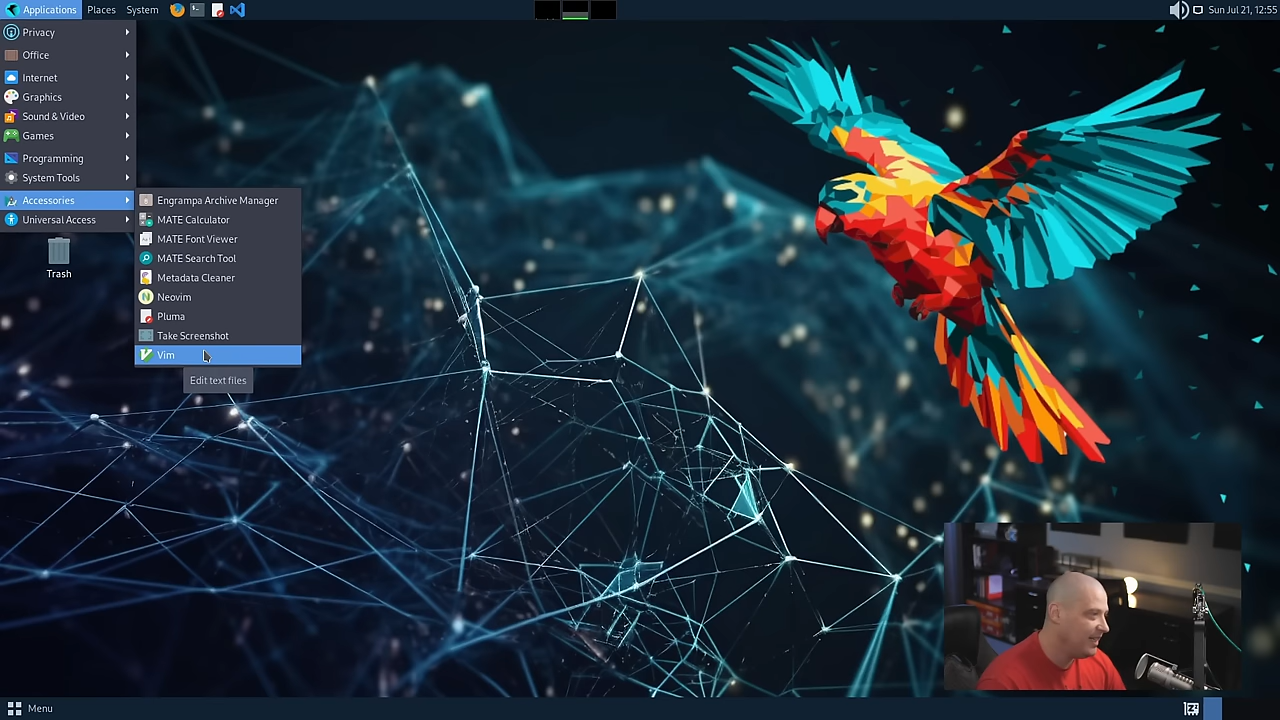 Applications Places System Sun Jul 21, 12:55
Privacy
Office
Internet
Graphics
Sound & Video
Games
Programming
System Tools
Accessories
Universal Access
Engrampa Archive Manager
MATE Calculator
MATE Font Viewer
MATE Search Tool
Metadata Cleaner
Neovim
Pluma
Take Screenshot
Vim
Edit text files
Trash
Menu